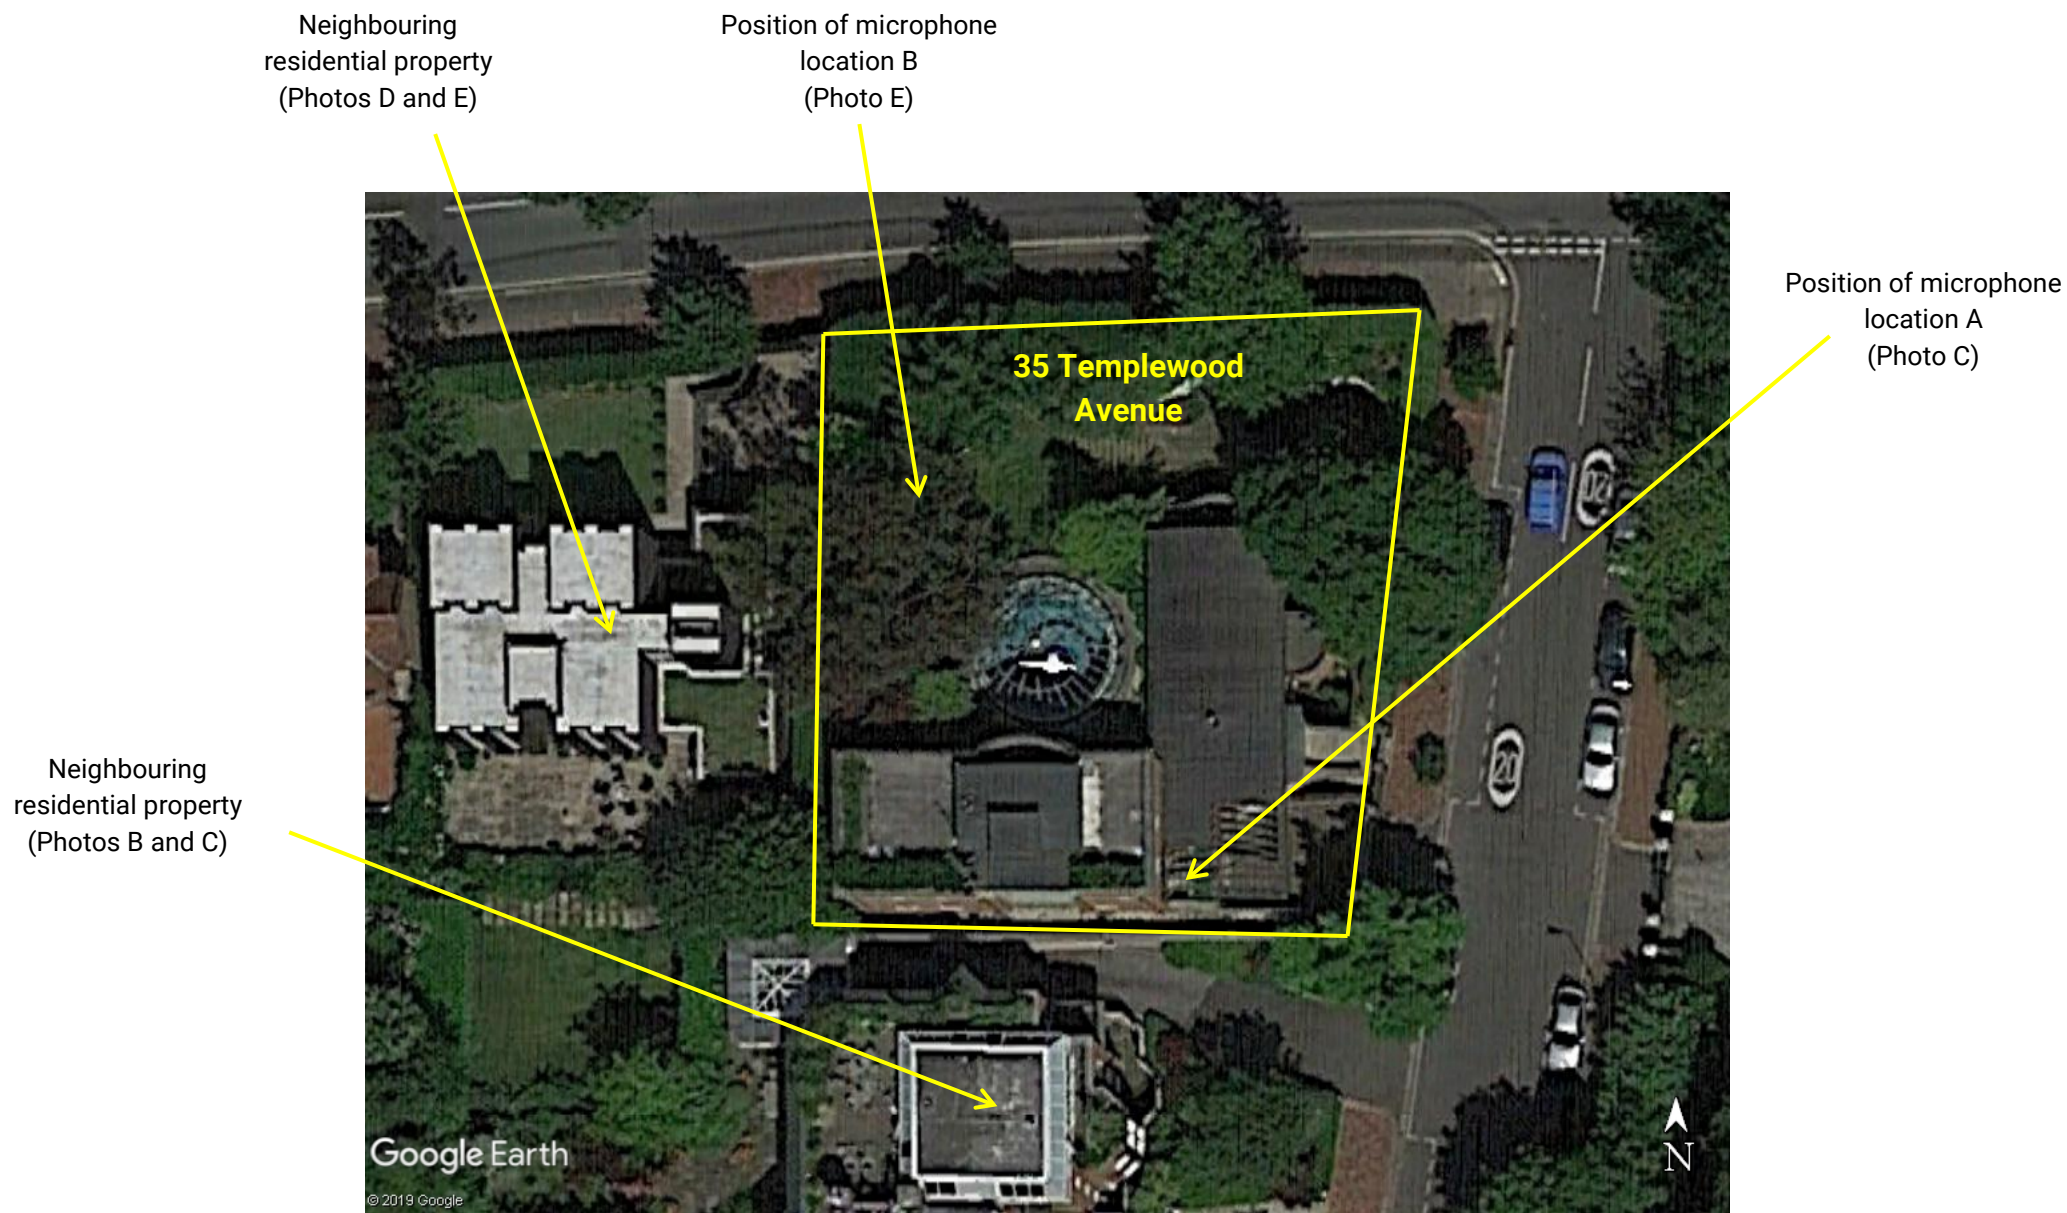 Neighbouring
residential property
(Photos D and E)
Position of microphone
location B
(Photo E)
Position of microphone
location A
(Photo C)
35 Templewood
Avenue
20
20
Neighbouring
residential property
(Photos B and C)
Google Earth
© 2019 Google
N